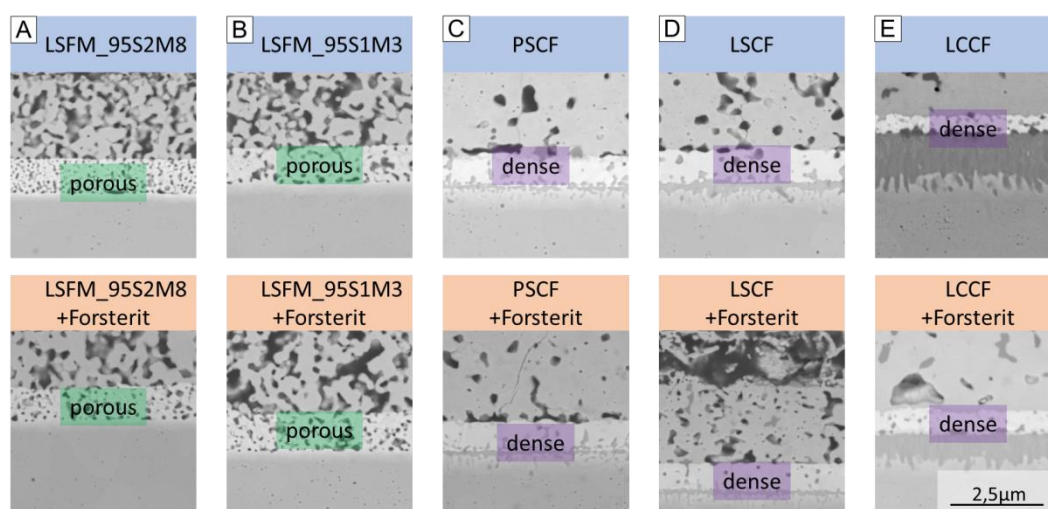 A
LSFM_95S2M8
porous
B
LSFM_95S1M3
porous
C
PSCF
dense
D
LSCF
dense
E
LCCF
dense
LSFM_95S2M8
+Forsterit
porous
LSFM_95S1M3
+Forsterit
porous
PSCF
+Forsterit
dense
LSCF
+Forsterit
dense
LCCF
+Forsterit
dense
2,5µm